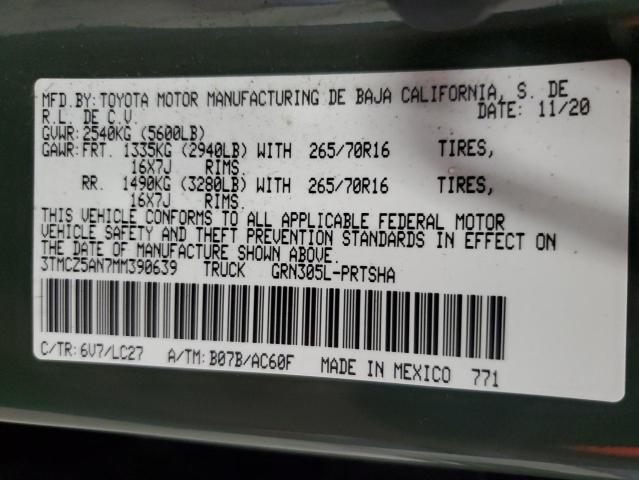 MFD.BY:TOYOTA MOTOR MANUFACTURING DE BAJA CALIFORNIA, S. DE
R.L. DE C.V. DATE: 11/20
GVWR:2540KG (5600LB)
GAWR:FRT. 1335KG (2940LB) WITH 265/70R16 TIRES,
16X7J RIMS.
RR. 1490KG (3280LB) WITH 265/70R16 TIRES,
16X7J RIMS.
THIS VEHICLE CONFORMS TO ALL APPLICABLE FEDERAL MOTOR
VEHICLE SAFETY AND THEFT PREVENTION STANDARDS IN EFFECT ON
THE DATE OF MANUFACTURE SHOWN ABOVE.
3TMCZ5AN7MM390639 TRUCK GRN305L-PRTSHA
C/TR:6V7/LC27 A/TM:B07B/AC60F MADE IN MEXICO 771